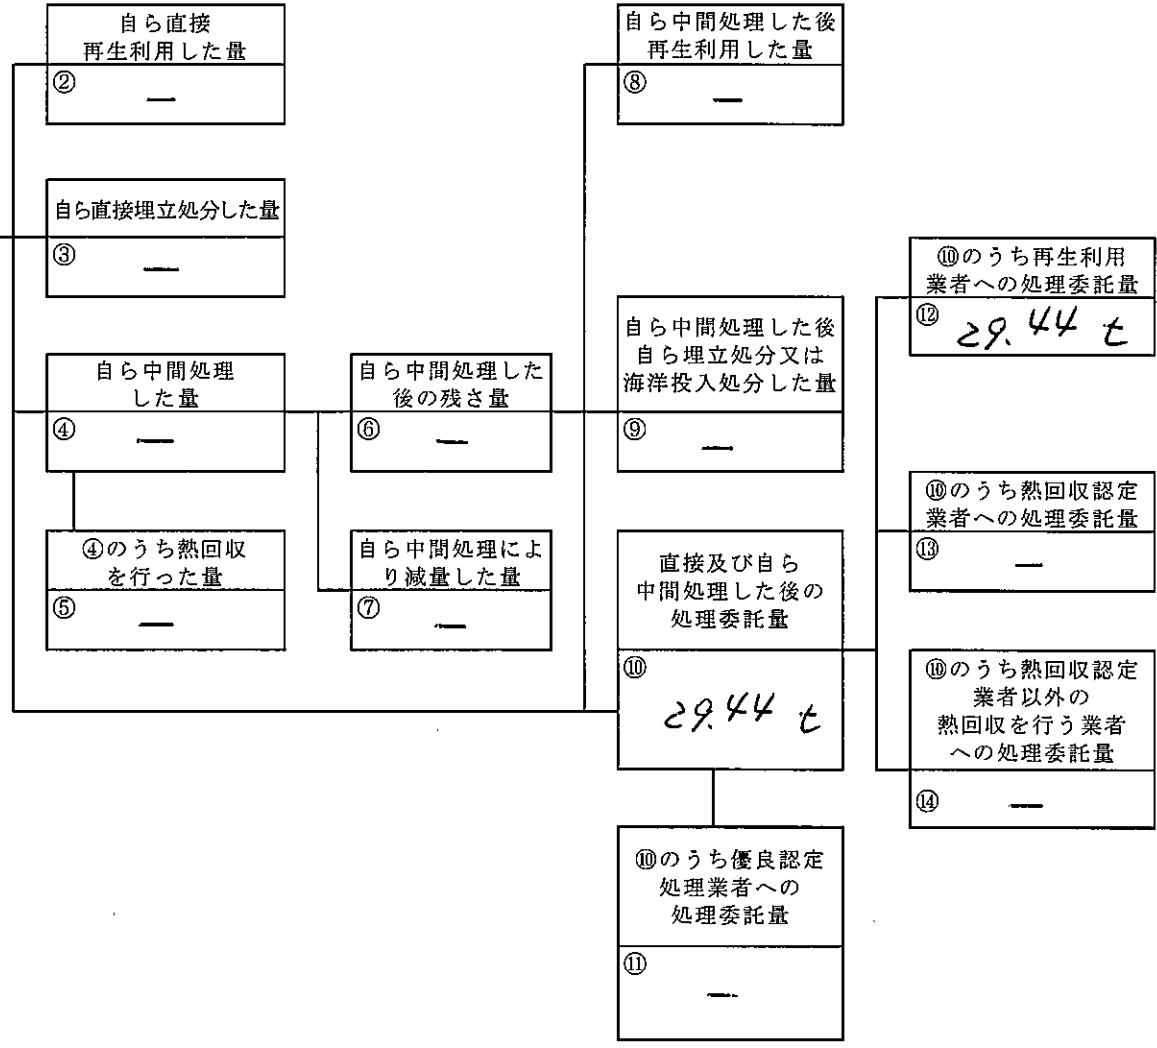 自ら直接
再生利用した量
②
―
自ら直接埋立処分した量
③
―
自ら中間処理
した量
④
―
④のうち熱回収
を行った量
⑤
―
自ら中間処理した
後の残さ量
⑥
―
自ら中間処理によ
り減量した量
⑦
―
自ら中間処理した後
再生利用した量
⑧
―
自ら中間処理した後
自ら埋立処分又は
海洋投入処分した量
⑨
―
直接及び自ら
中間処理した後の
処理委託量
⑩
29.44 t
⑩のうち優良認定
処理業者への
処理委託量
⑪
―
⑩のうち再生利用
業者への処理委託量
⑫ 29.44 t
⑩のうち熱回収認定
業者への処理委託量
⑬
―
⑩のうち熱回収認定
業者以外の
熱回収を行う業者
への処理委託量
⑭ ―